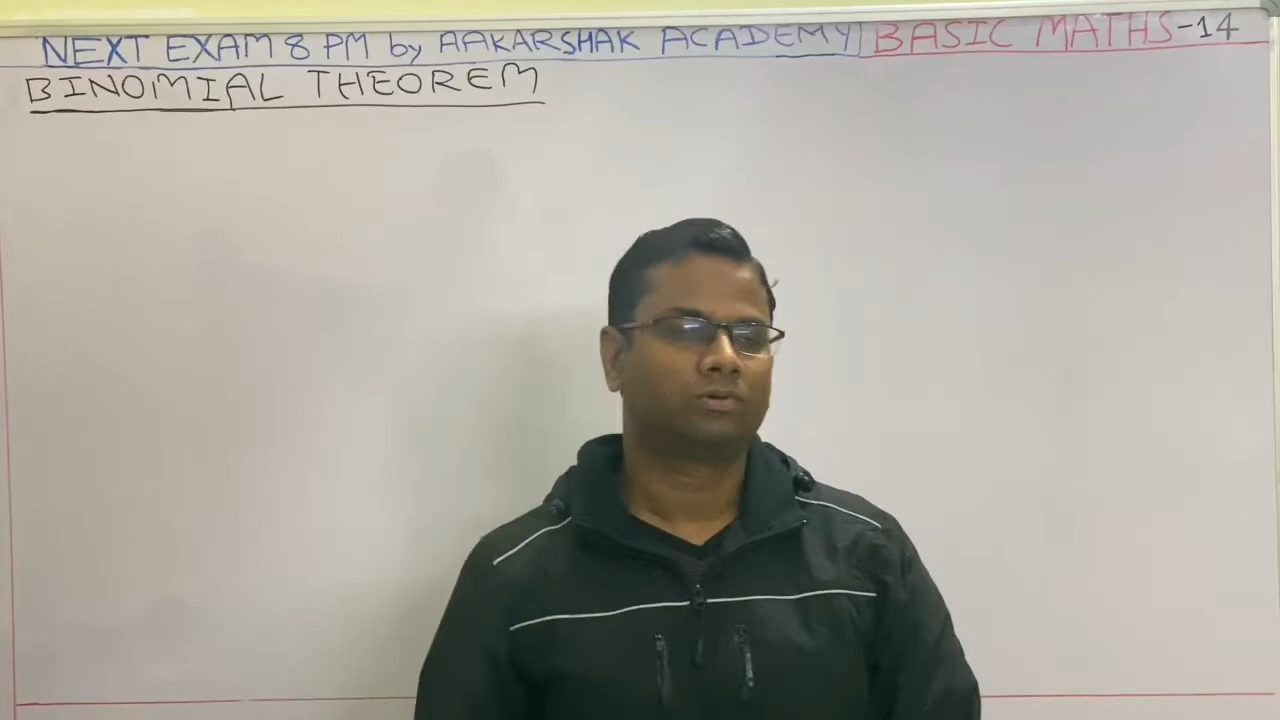 NEXT EXAM 8 PM by AAKARSHAK ACADEMY BASIC MATHS-14
BINOMIAL THEOREM